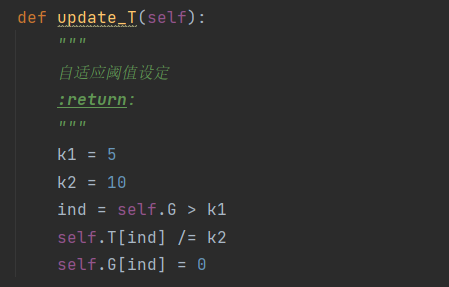 def update_T(self):
    """
    自适应阈值设定
    :return:
    """
    k1 = 5
    k2 = 10
    ind = self.G > k1
    self.T[ind] /= k2
    self.G[ind] = 0